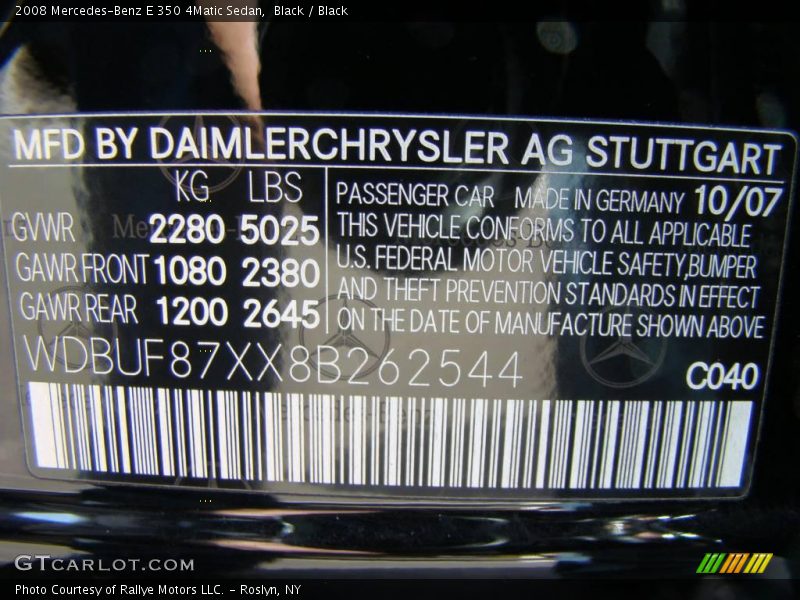 2008 Mercedes-Benz E 350 4Matic Sedan, Black / Black
MFD BY DAIMLERCHRYSLER AG STUTTGART
KG LBS
GVWR 2280 5025
GAWR FRONT 1080 2380
GAWR REAR 1200 2645
PASSENGER CAR MADE IN GERMANY 10/07
THIS VEHICLE CONFORMS TO ALL APPLICABLE
U.S. FEDERAL MOTOR VEHICLE SAFETY,BUMPER
AND THEFT PREVENTION STANDARDS IN EFFECT
ON THE DATE OF MANUFACTURE SHOWN ABOVE
WDBUF87XX8B262544
C040
GTCARLOT.COM
Photo Courtesy of Rallye Motors LLC. - Roslyn, NY